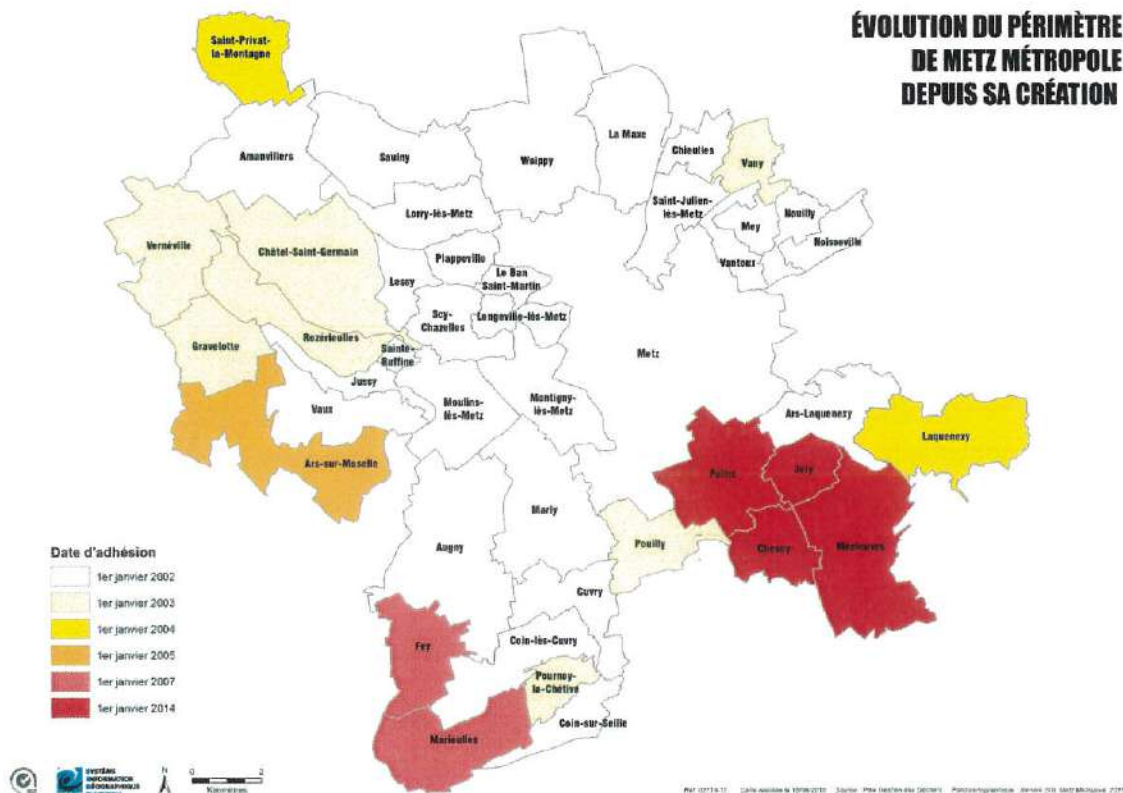 ÉVOLUTION DU PÉRIMÈTRE
DE METZ MÉTROPOLE
DEPUIS SA CRÉATION
Saint-Privat-
la-Montagne
Amanvillers
Saulny
Woippy
La Maxe
Chieulles
Vany
Saint-Julien-
lès-Metz
Mey
Nouilly
Noisseville
Vantoux
Lorry-lès-Metz
Vernéville
Châtel-Saint-Germain
Plappeville
Lessy
Le Ban
Saint-Martin
Scy-
Chazelles
Longeville-lès-Metz
Gravelotte
Rozérieulles
Sainte-
Ruffine
Metz
Jussy
Vaux
Moulins-
lès-Metz
Montigny-
lès-Metz
Ars-Laquenexy
Laquenexy
Ars-sur-Moselle
Peltre
Jury
Marly
Augny
Pouilly
Chesny
Mécleuves
Cuvry
Fey
Coin-lès-Cuvry
Pournoy-
la-Chétive
Coin-sur-Seille
Marieulles
Date d'adhésion
1er janvier 2002
1er janvier 2003
1er janvier 2004
1er janvier 2005
1er janvier 2007
1er janvier 2014
SYSTÈME
INFORMATION
GÉOGRAPHIQUE
N
0 2
Kilomètres